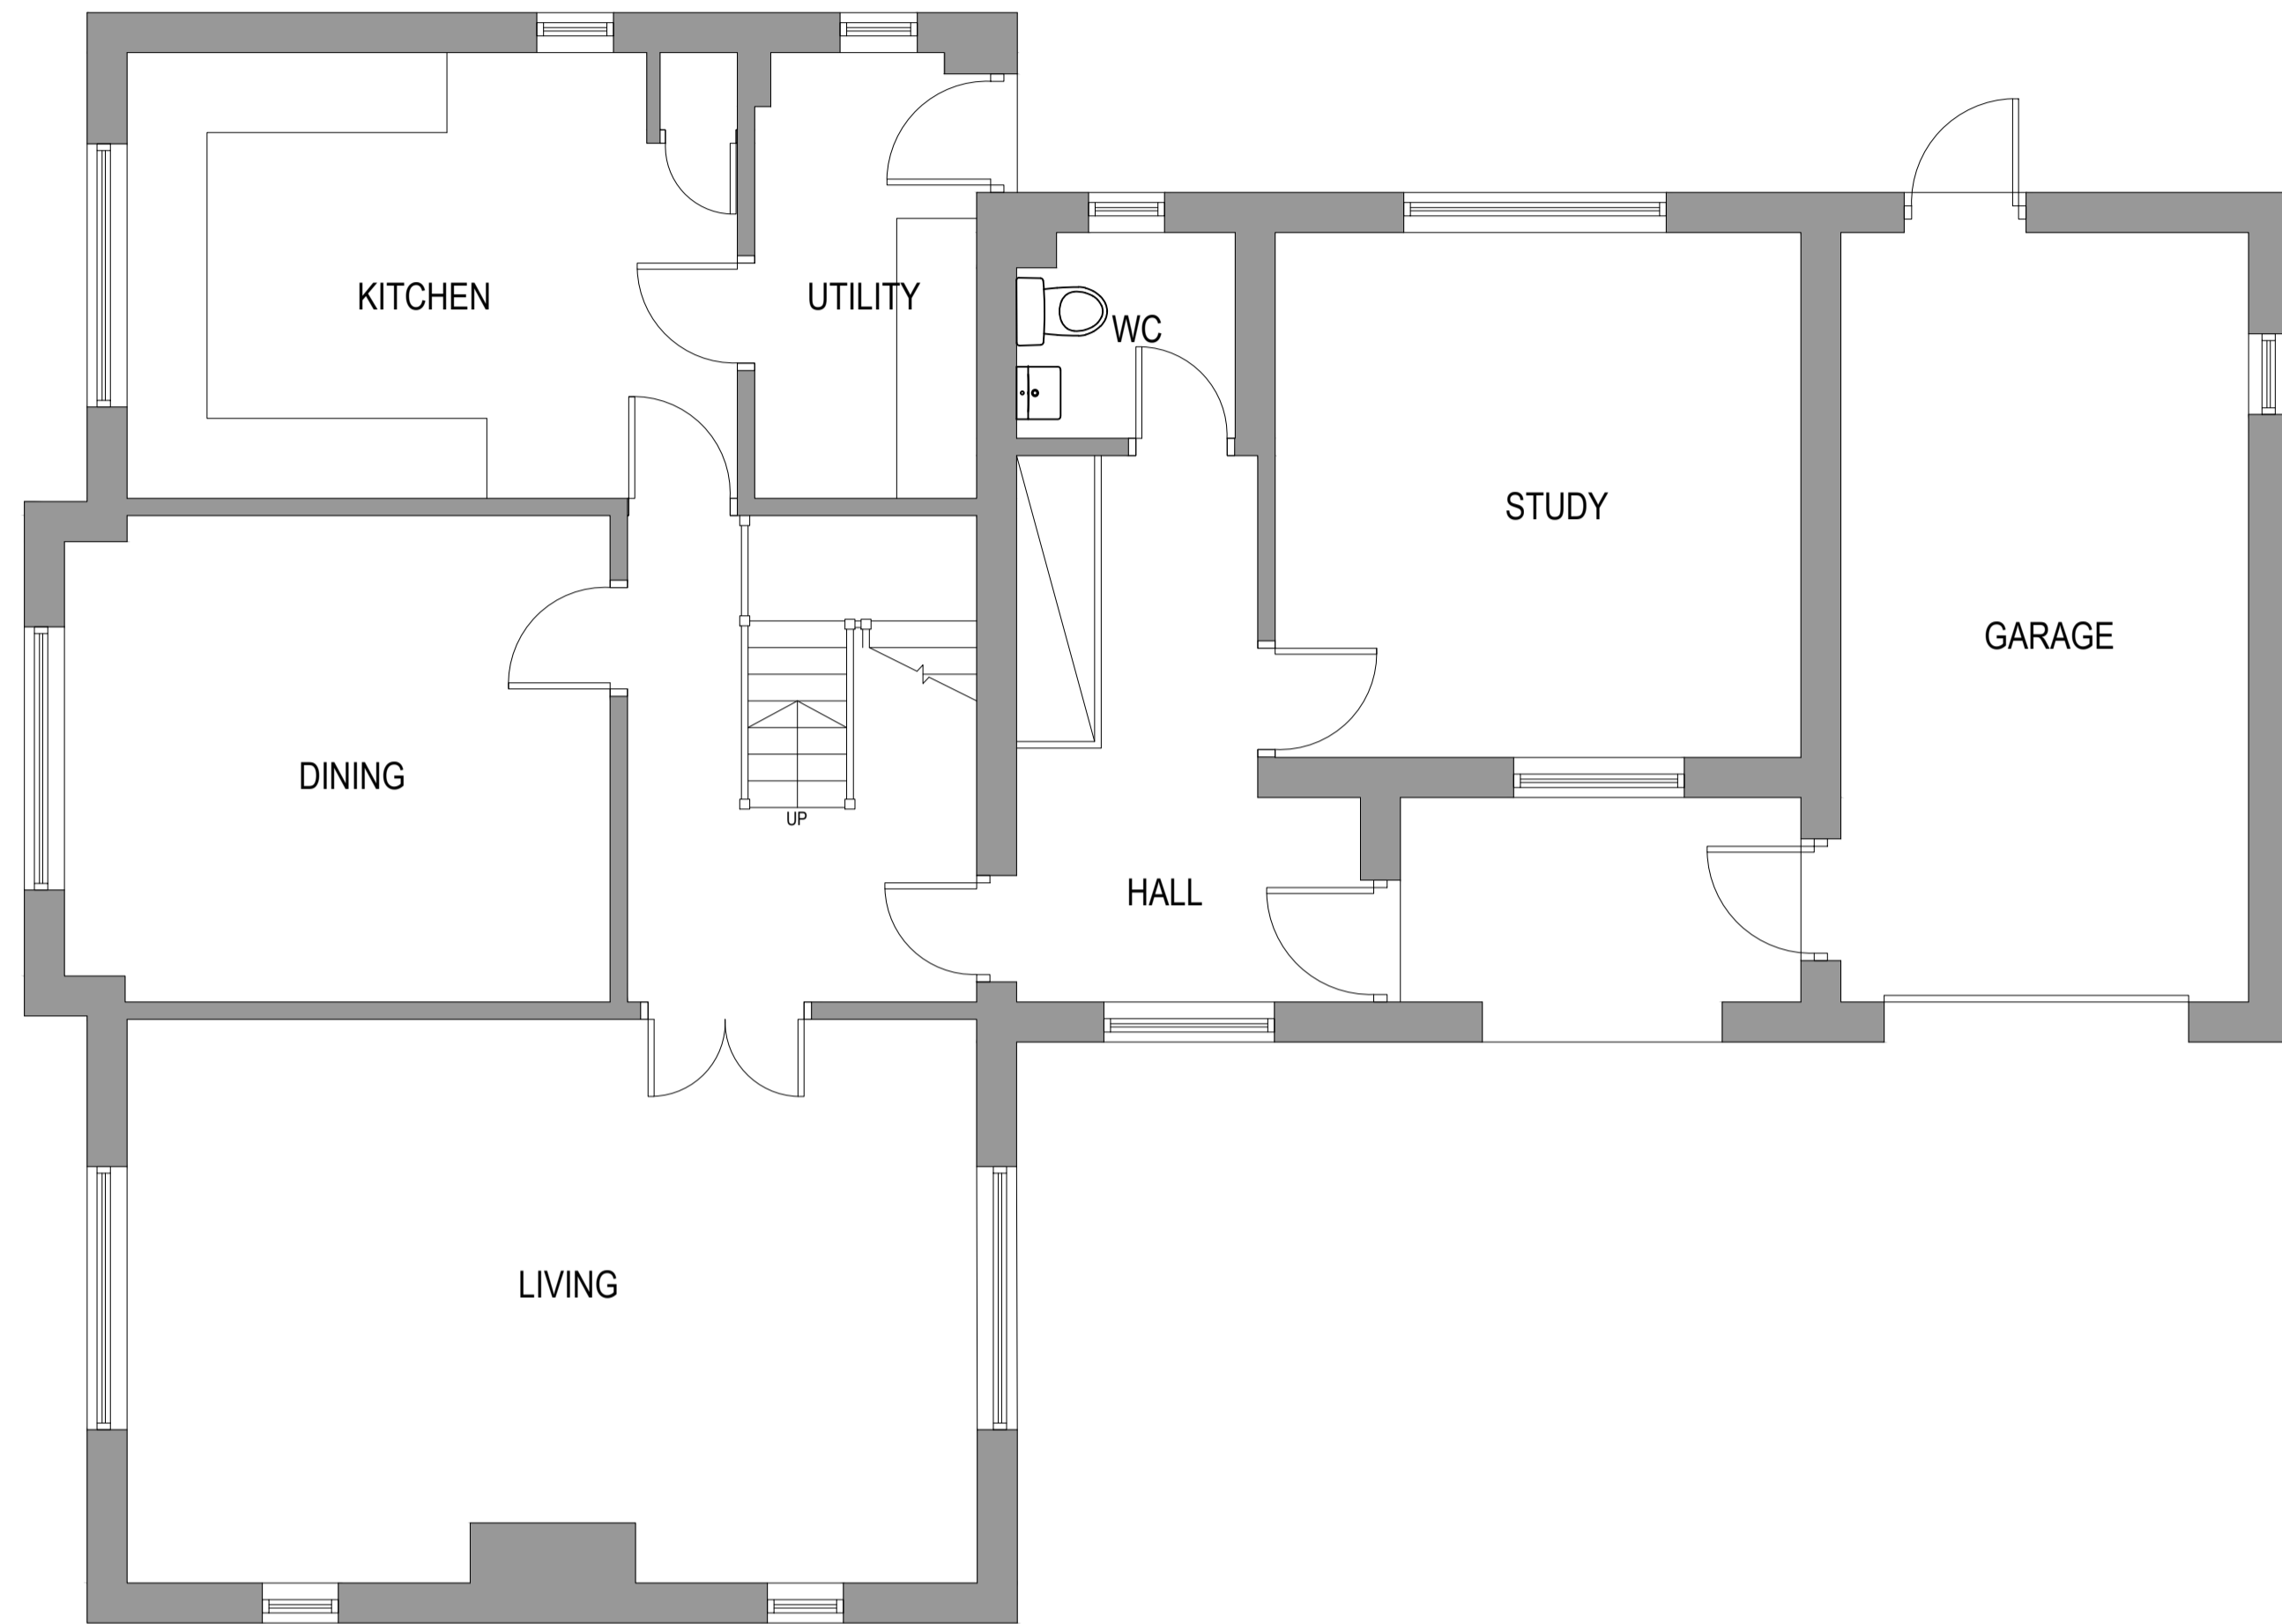 KITCHEN
UTILITY
WC
STUDY
GARAGE
DINING
UP
HALL
LIVING